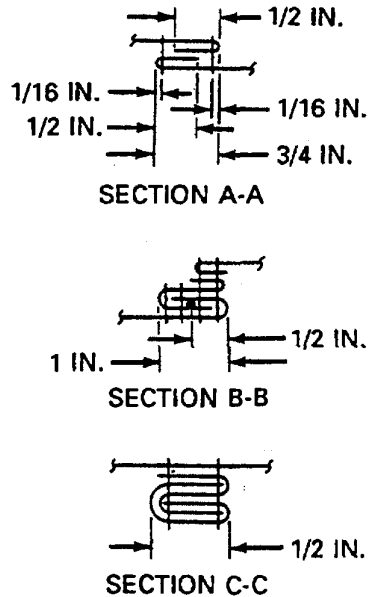 1/2 IN.
1/16 IN.
1/16 IN.
1/2 IN.
3/4 IN.
SECTION A-A
1/2 IN.
1 IN.
SECTION B-B
1/2 IN.
SECTION C-C